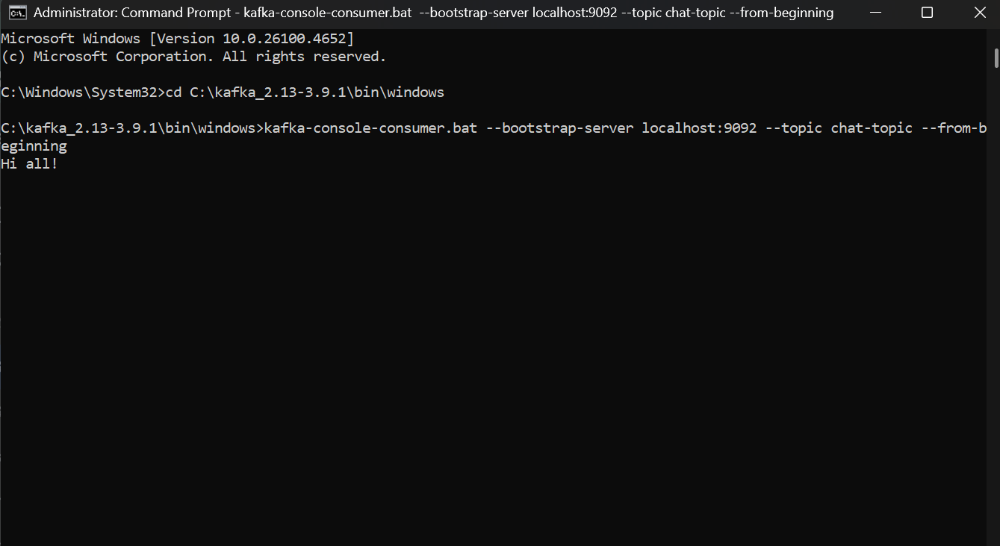 Administrator: Command Prompt - kafka-console-consumer.bat  --bootstrap-server localhost:9092 --topic chat-topic --from-beginning
Microsoft Windows [Version 10.0.26100.4652]
(c) Microsoft Corporation. All rights reserved.
C:\Windows\System32>cd C:\kafka_2.13-3.9.1\bin\windows
C:\kafka_2.13-3.9.1\bin\windows>kafka-console-consumer.bat --bootstrap-server localhost:9092 --topic chat-topic --from-b
eginning
Hi all!